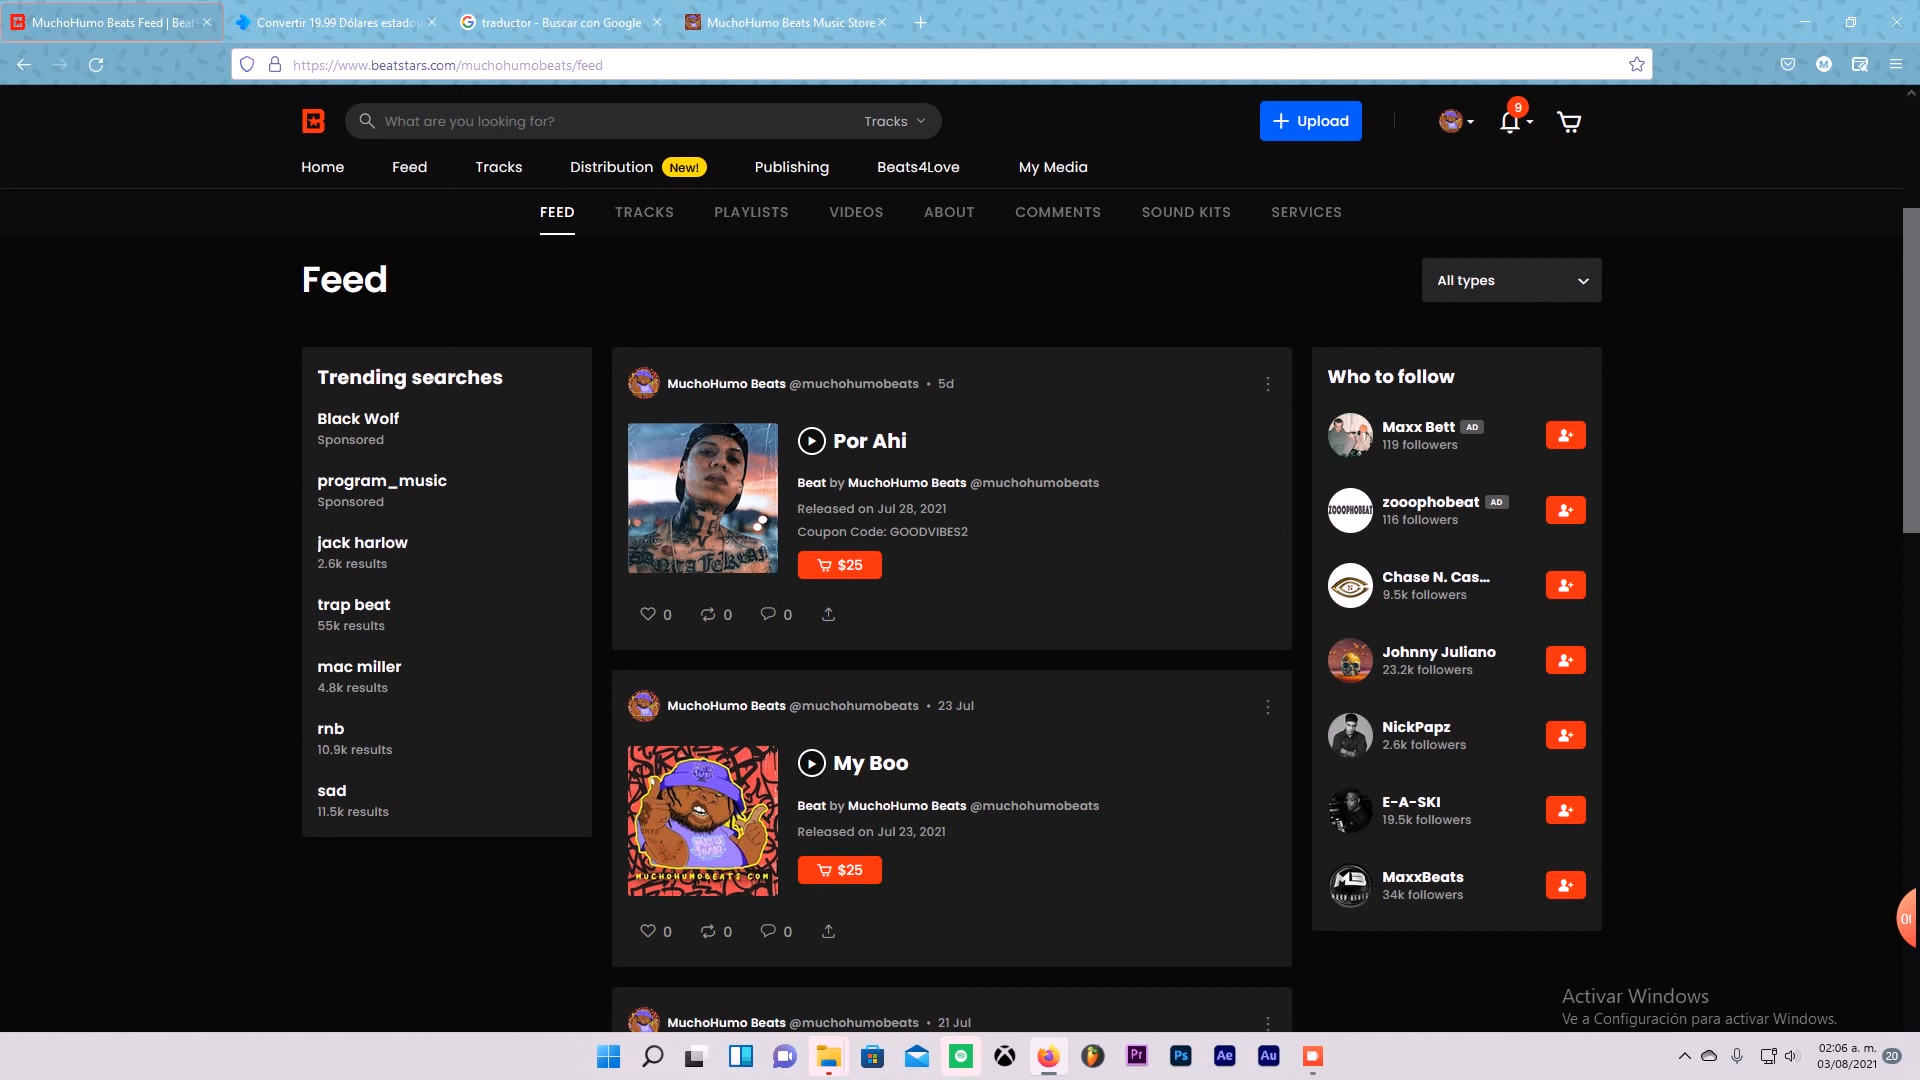 MuchoHumo Beats Feed | Beat
Convertir 19.99 Dólares estado
traductor - Buscar con Google
MuchoHumo Beats Music Store
https://www.beatstars.com/muchohumobeats/feed
What are you looking for?
Tracks
Upload
9
Home
Feed
Tracks
Distribution
New!
Publishing
Beats4Love
My Media
FEED
TRACKS
PLAYLISTS
VIDEOS
ABOUT
COMMENTS
SOUND KITS
SERVICES
Feed
All types
Trending searches
Black Wolf
Sponsored
program_music
Sponsored
jack harlow
2.6k results
trap beat
55k results
mac miller
4.8k results
rnb
10.9k results
sad
11.5k results
MuchoHumo Beats @muchohumobeats • 5d
Por Ahi
Beat by MuchoHumo Beats @muchohumobeats
Released on Jul 28, 2021
Coupon Code: GOODVIBES2
$25
0 0 0
MuchoHumo Beats @muchohumobeats • 23 Jul
My Boo
Beat by MuchoHumo Beats @muchohumobeats
Released on Jul 23, 2021
$25
MUCHOHUMOBEATS.COM
0 0 0
MuchoHumo Beats @muchohumobeats • 21 Jul
Who to follow
Maxx Bett AD
119 followers
ZOOOPHOBEAT
zooophobeat AD
116 followers
Chase N. Cas...
9.5k followers
Johnny Juliano
23.2k followers
NickPapz
2.6k followers
E-A-SKI
19.5k followers
MaxxBeats
34k followers
Activar Windows
Ve a Configuración para activar Windows.
Pr
Ps
Ae
Au
02:06 a. m.
03/08/2021
20